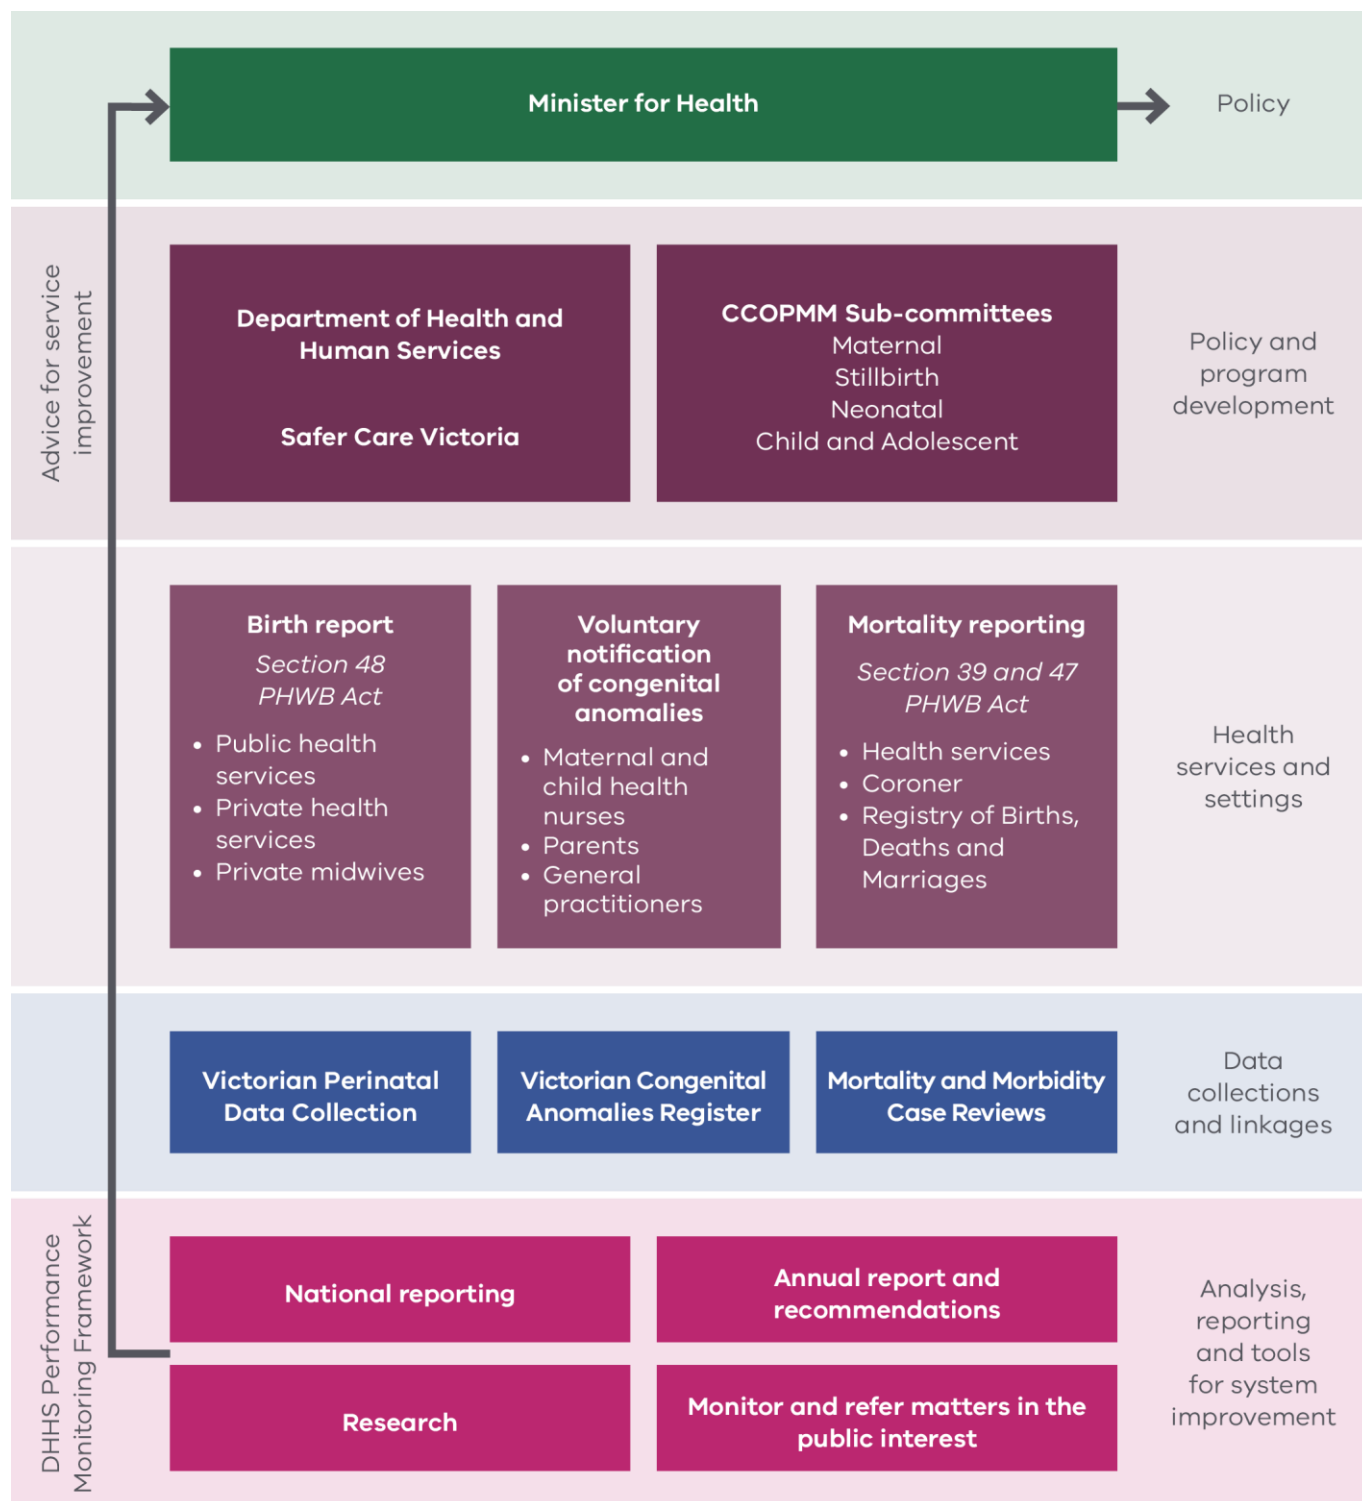 Minister for Health
Policy
Advice for service
improvement
Department of Health and
Human Services
Safer Care Victoria
CCOPMM Sub-committees
Maternal
Stillbirth
Neonatal
Child and Adolescent
Policy and
program
development
Birth report
Section 48
PHWB Act
• Public health
services
• Private health
services
• Private midwives
Voluntary
notification
of congenital
anomalies
• Maternal and
child health
nurses
• Parents
• General
practitioners
Mortality reporting
Section 39 and 47
PHWB Act
• Health services
• Coroner
• Registry of Births,
Deaths and
Marriages
Health
services and
settings
Victorian Perinatal
Data Collection
Victorian Congenital
Anomalies Register
Mortality and Morbidity
Case Reviews
Data
collections
and linkages
DHHS Performance
Monitoring Framework
National reporting
Annual report and
recommendations
Research
Monitor and refer matters in the
public interest
Analysis,
reporting
and tools
for system
improvement